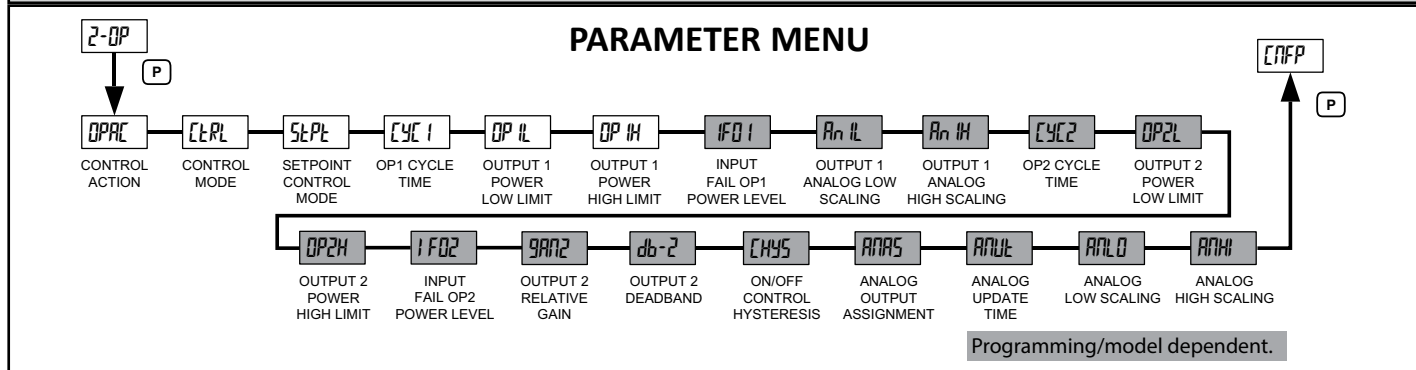 2-OP
PARAMETER MENU
CNFP
P
P
OPAC
CtRL
StPt
CYC1
OP1L
OP1H
IFO1
An1L
An1H
CYC2
OP2L
CONTROL
ACTION
CONTROL
MODE
SETPOINT
CONTROL
MODE
OP1 CYCLE
TIME
OUTPUT 1
POWER
LOW LIMIT
OUTPUT 1
POWER
HIGH LIMIT
INPUT
FAIL OP1
POWER LEVEL
OUTPUT 1
ANALOG LOW
SCALING
OUTPUT 1
ANALOG
HIGH SCALING
OP2 CYCLE
TIME
OUTPUT 2
POWER
LOW LIMIT
OP2H
IFO2
gAN2
db-2
CHYS
ANAS
ANUt
ANLO
ANHI
OUTPUT 2
POWER
HIGH LIMIT
INPUT
FAIL OP2
POWER LEVEL
OUTPUT 2
RELATIVE
GAIN
OUTPUT 2
DEADBAND
ON/OFF
CONTROL
HYSTERESIS
ANALOG
OUTPUT
ASSIGNMENT
ANALOG
UPDATE
TIME
ANALOG
LOW SCALING
ANALOG
HIGH SCALING
Programming/model dependent.